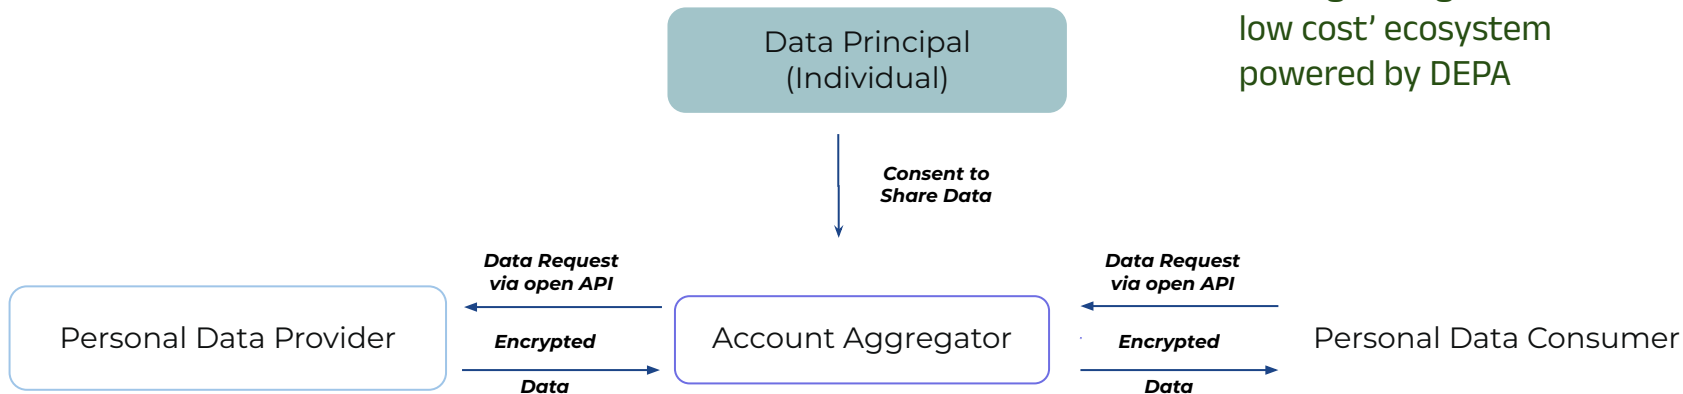 low cost’ ecosystem
powered by DEPA
Data Principal
(Individual)
Consent to
Share Data
Data Request
via open API
Data Request
via open API
Personal Data Provider
Encrypted
Data
Account Aggregator
Encrypted
Data
Personal Data Consumer